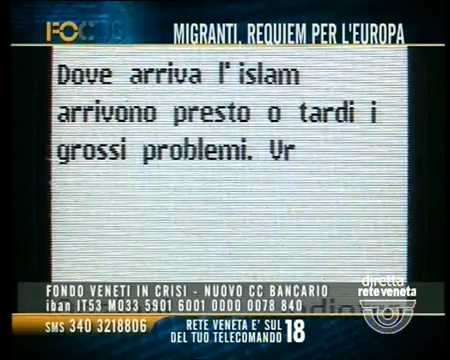 FOCUS
MIGRANTI, REQUIEM PER L'EUROPA
Dove arriva l'islam
arrivono presto o tardi i
grossi problemi. Vr
FONDO VENETI IN CRISI - NUOVO CC BANCARIO
iban IT53 M033 5901 6001 0000 0078 840
diretta
reteveneta
SMS 340 3218806
RETE VENETA E' SUL
DEL TUO TELECOMANDO 18